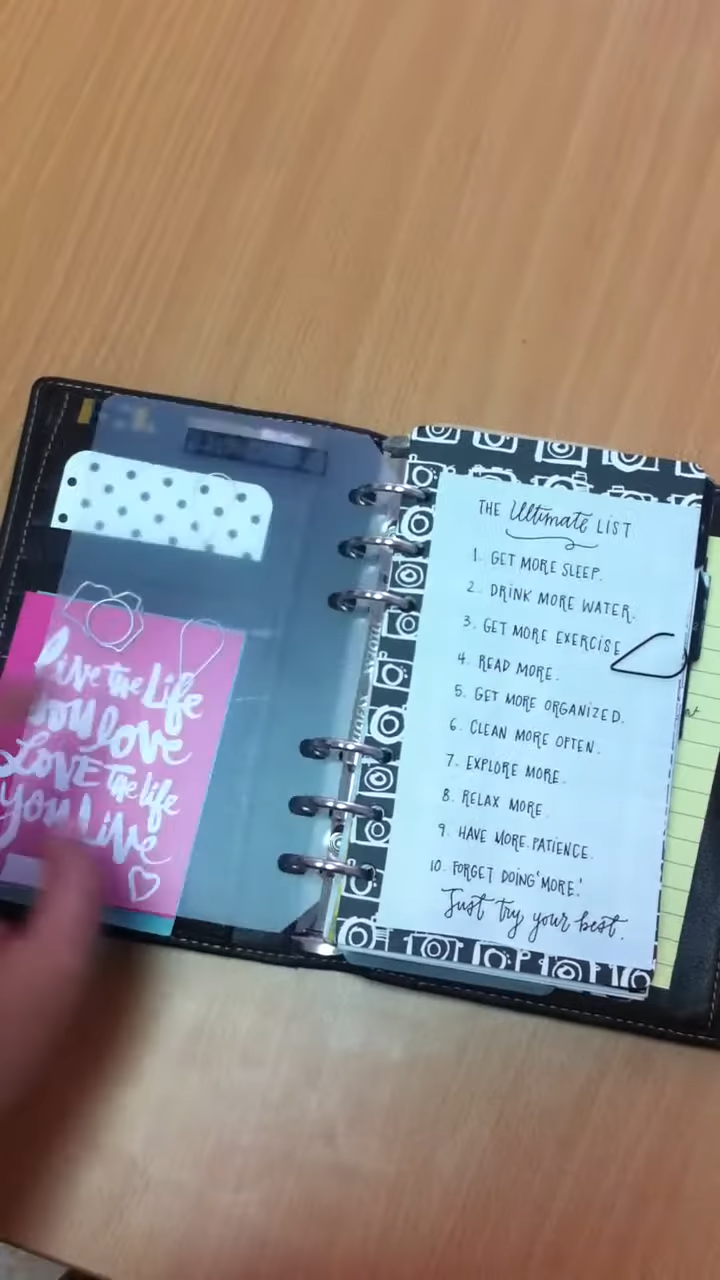 Live the Life
you love
LOVE the life
you Live
THE Ultimate LIST
1. GET MORE SLEEP.
2. DRINK MORE WATER.
3. GET MORE EXERCISE
4. READ MORE.
5. GET MORE ORGANIZED.
6. CLEAN MORE OFTEN.
7. EXPLORE MORE.
8. RELAX MORE.
9. HAVE MORE PATIENCE.
10. FORGET DOING 'MORE.'
Just try your best.